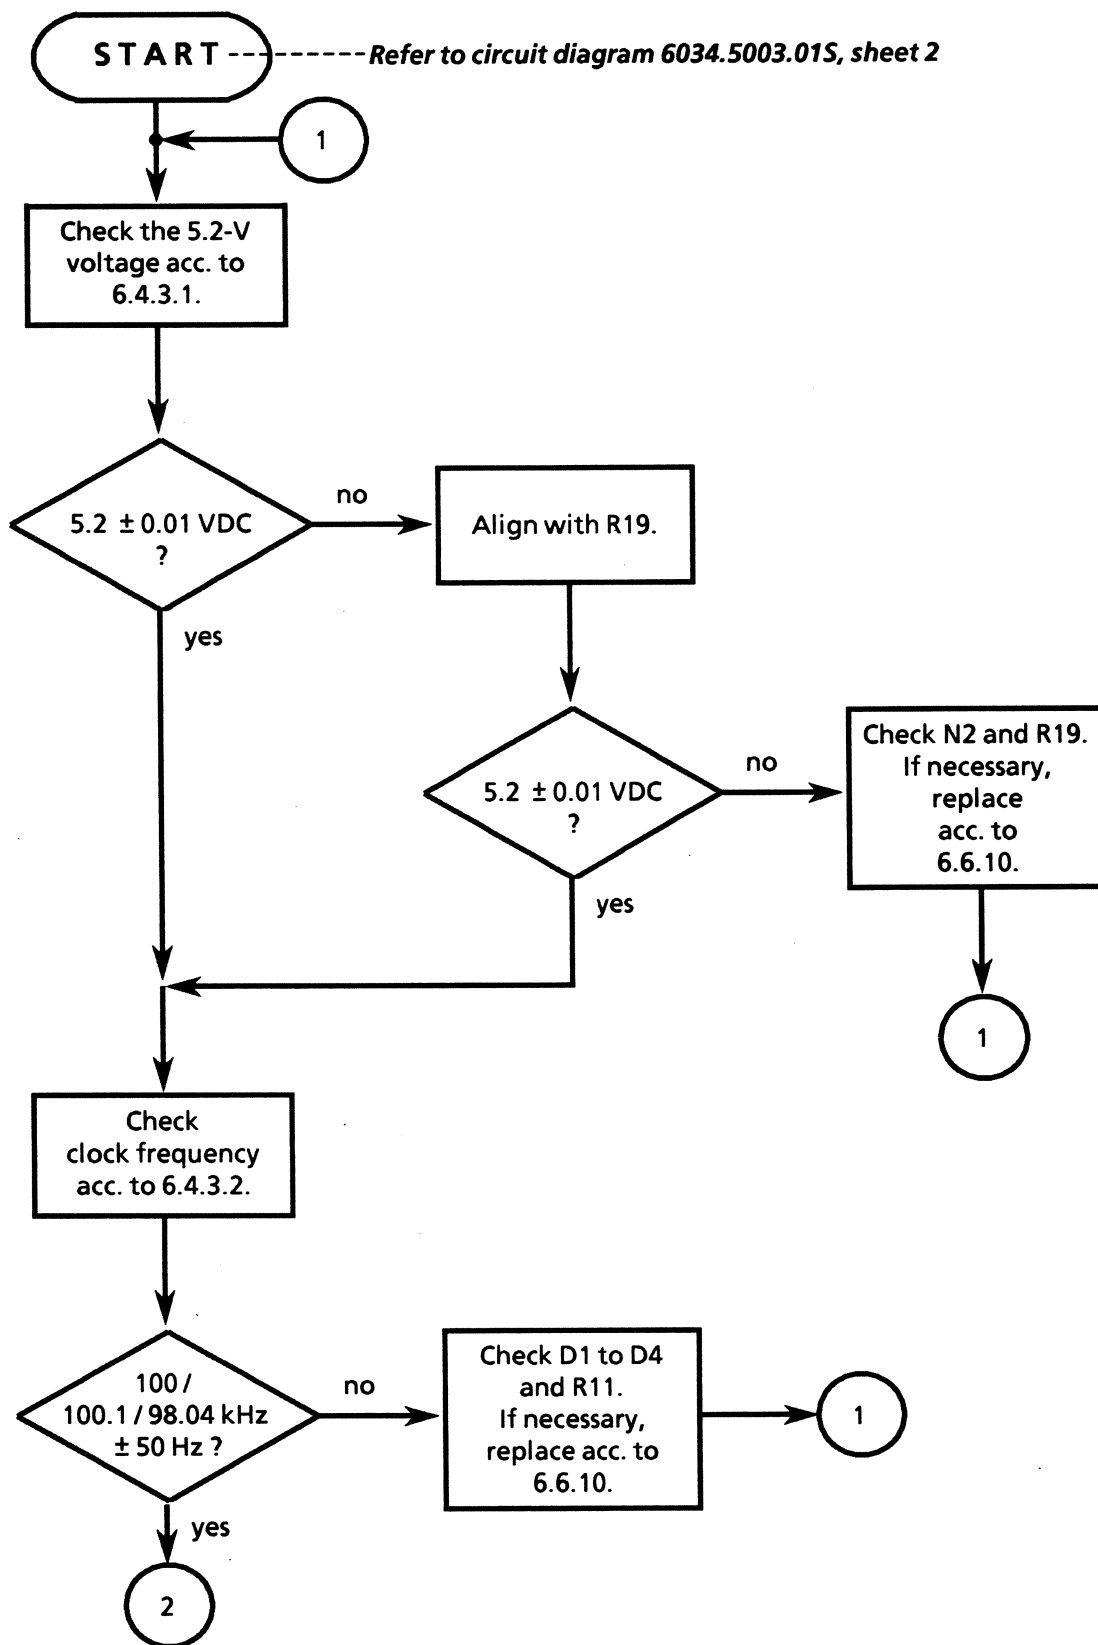 START
Refer to circuit diagram 6034.5003.01S, sheet 2
1
Check the 5.2-V
voltage acc. to
6.4.3.1.
5.2 ± 0.01 VDC
?
no
Align with R19.
yes
5.2 ± 0.01 VDC
?
no
Check N2 and R19.
If necessary,
replace
acc. to
6.6.10.
yes
1
Check
clock frequency
acc. to 6.4.3.2.
100 /
100.1 / 98.04 kHz
± 50 Hz ?
no
Check D1 to D4
and R11.
If necessary,
replace acc. to
6.6.10.
1
yes
2